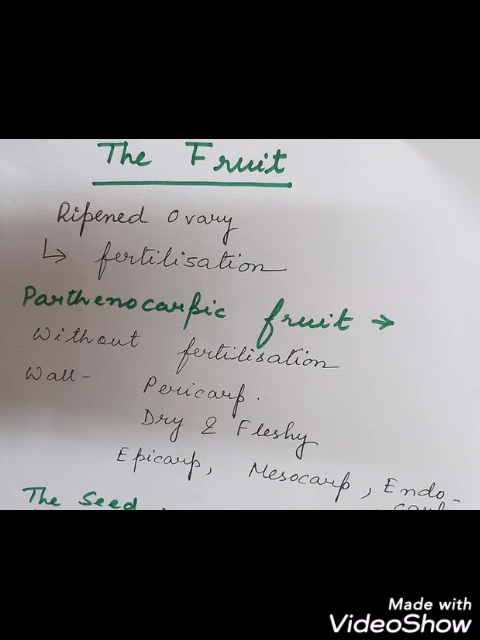 The Fruit
Ripened Ovary
↳ fertilisation
Parthenocarpic fruit →
Without fertilisation
Wall - Pericarp.
Dry & Fleshy
Epicarp, Mesocarp, Endo-
carp
The Seed
Made with
VideoShow